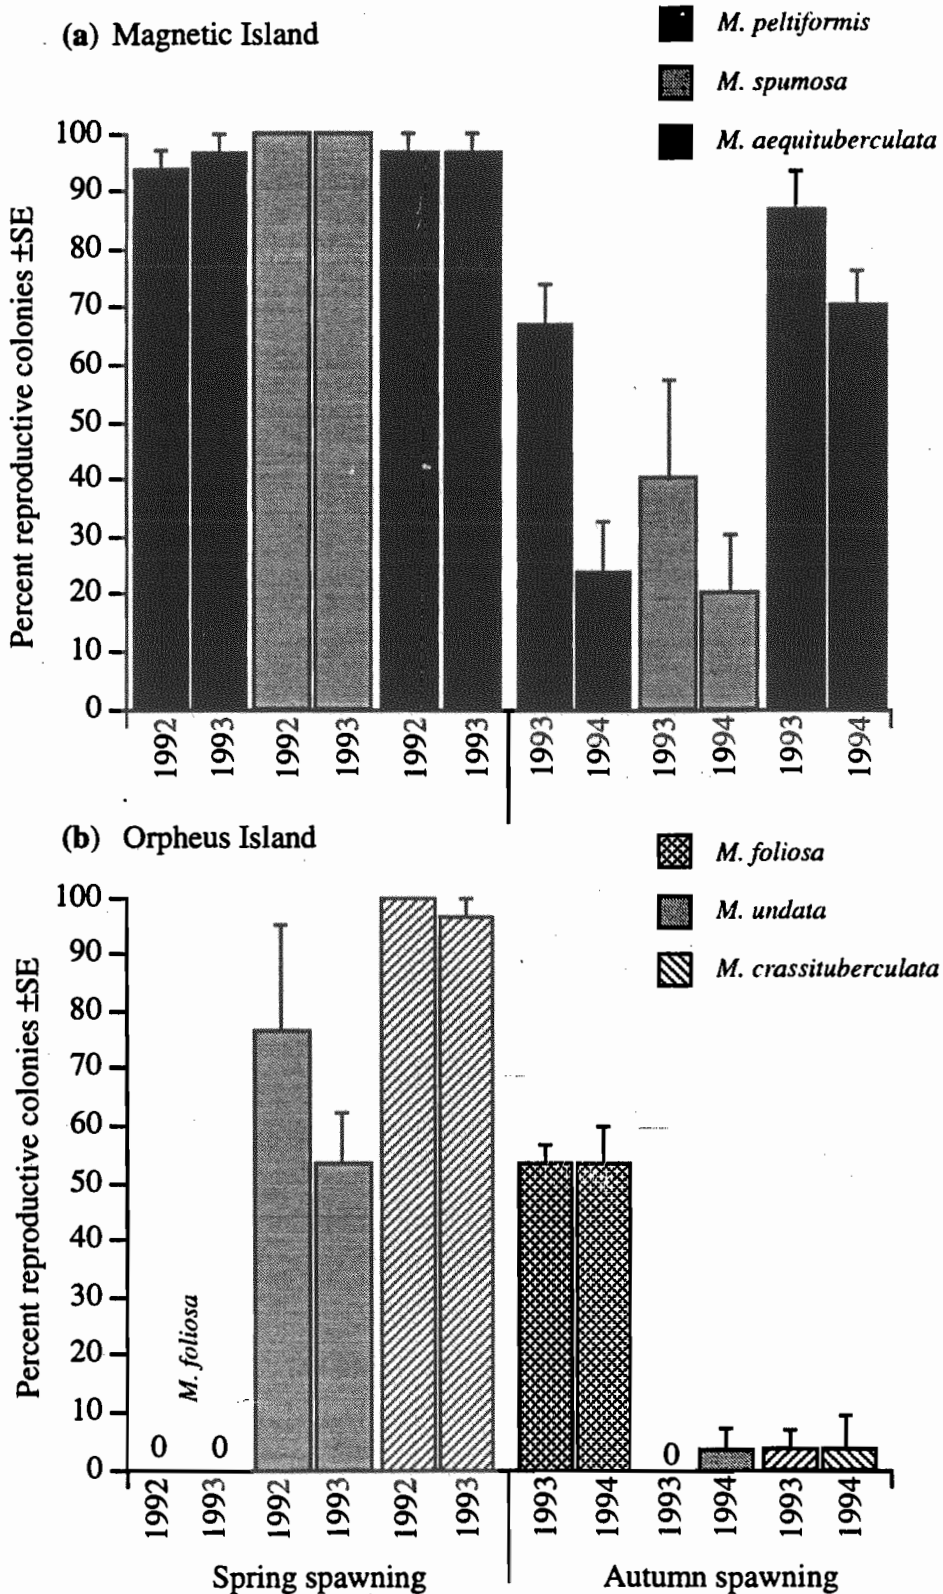 (a) Magnetic Island
M. peltiformis
M. spumosa
M. aequituberculata
Percent reproductive colonies ±SE
100
90
80
70
60
50
40
30
20
10
0
1992 1993 1992 1993 1992 1993 1993 1994 1993 1994 1993 1994
(b) Orpheus Island
M. foliosa
M. undata
M. crassituberculata
Percent reproductive colonies ±SE
100
90
80
70
60
50
40
30
20
10
0
M. foliosa
0 0 0
1992 1993 1992 1993 1992 1993 1993 1994 1993 1994 1993 1994
Spring spawning Autumn spawning